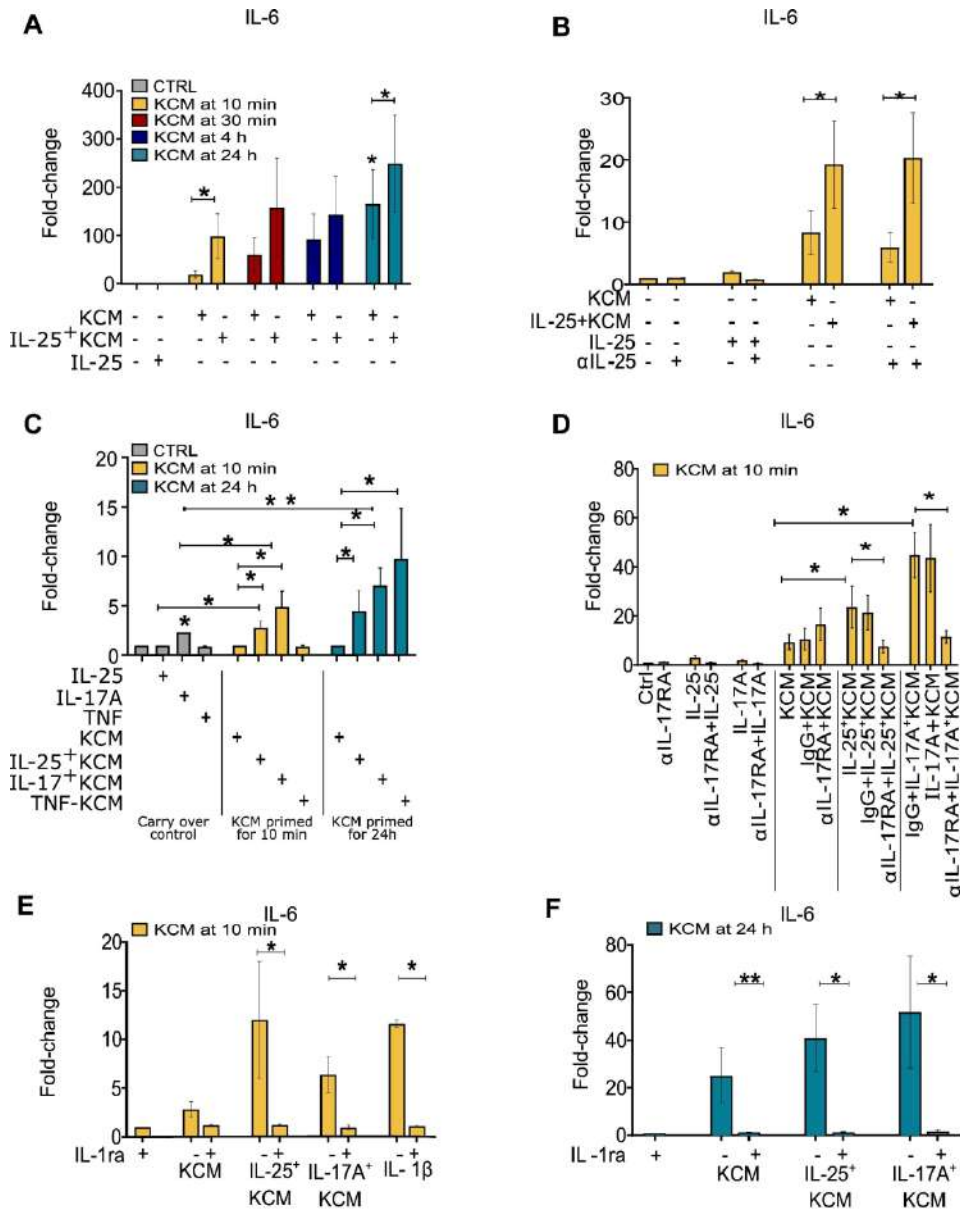 A
IL-6
CTRL
KCM at 10 min
KCM at 30 min
KCM at 4 h
KCM at 24 h
Fold-change
400
300
200
100
0
*
*
*
KCM - - + - + - + - + -
IL-25⁺KCM - - - + - + - + - +
IL-25 - + - - - - - - - -
B
IL-6
Fold-change
30
20
10
0
*
*
KCM - - - - + - + -
IL-25+KCM - - - - - + - +
IL-25 - - + + - - - -
αIL-25 - + - + - - + +
C
IL-6
CTRL
KCM at 10 min
KCM at 24 h
Fold-change
20
15
10
5
0
*
* *
*
*
*
*
*
*
*
IL-25 +
IL-17A +
TNF +
KCM + +
IL-25⁺KCM + +
IL-17⁺KCM + +
TNF-KCM + +
Carry over control
KCM primed for 10 min
KCM primed for 24h
D
IL-6
KCM at 10 min
Fold-change
80
60
40
20
0
*
*
*
*
Ctrl
αIL-17RA
IL-25
αIL-17RA+IL-25
IL-17A
αIL-17RA+IL-17A
KCM
IgG+KCM
αIL-17RA+KCM
IL-25⁺KCM
IgG+IL-25⁺KCM
αIL-17RA+IL-25⁺KCM
IgG+IL-17A⁺KCM
IL-17A+KCM
αIL-17RA+IL-17A⁺KCM
E
IL-6
KCM at 10 min
Fold-change
20
15
10
5
0
*
*
*
IL-1ra + - + - + - + - +
KCM
IL-25⁺ KCM
IL-17A⁺ KCM
IL- 1β
F
IL-6
KCM at 24 h
Fold-change
80
60
40
20
0
**
*
*
IL -1ra + - + - + - +
KCM
IL-25⁺ KCM
IL-17A⁺ KCM